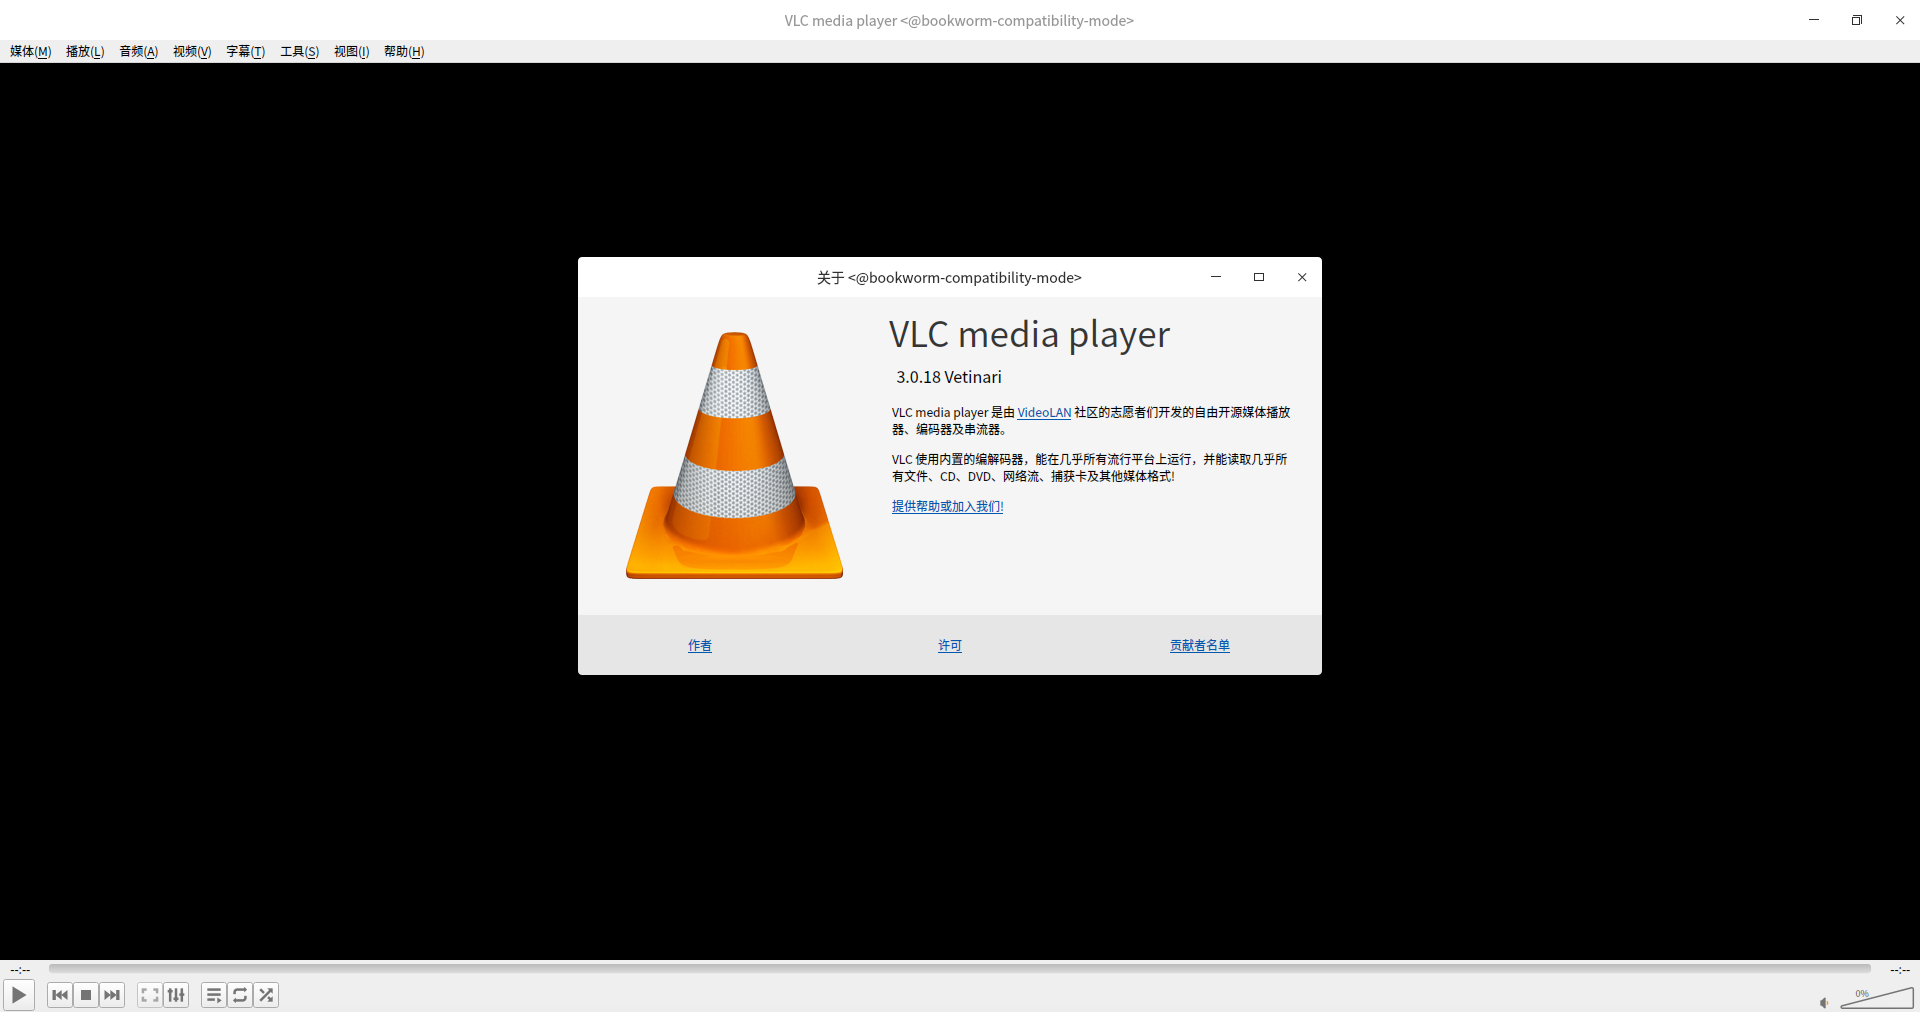 VLC media player <@bookworm-compatibility-mode>
媒体(M) 播放(L) 音频(A) 视频(V) 字幕(T) 工具(S) 视图(I) 帮助(H)
关于 <@bookworm-compatibility-mode>
VLC media player
3.0.18 Vetinari
VLC media player 是由 VideoLAN 社区的志愿者们开发的自由开源媒体播放
器、编码器及串流器。
VLC 使用内置的编解码器，能在几乎所有流行平台上运行，并能读取几乎所
有文件、CD、DVD、网络流、捕获卡及其他媒体格式!
提供帮助或加入我们!
作者 许可 贡献者名单
--:-- --:--
0%